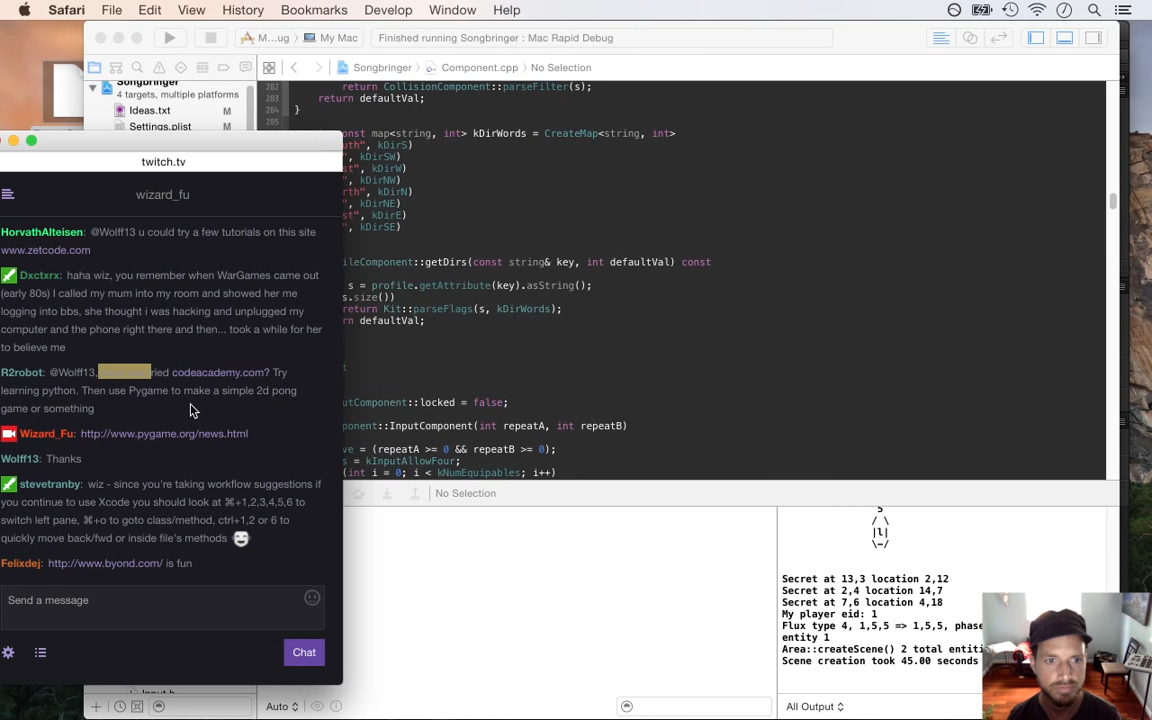 Safari File Edit View History Bookmarks Develop Window Help
M...ug My Mac
Finished running Songbringer : Mac Rapid Debug
Songbringer
4 targets, multiple platforms
Ideas.txt M
Settings.plist M
Songbringer Component.cpp No Selection
282 return CollisionComponent::parseFilter(s);
283 return defaultVal;
284 }
285
onst map<string, int> kDirWords = CreateMap<string, int>
uth", kDirS)
", kDirSW)
st", kDirW)
", kDirNW)
rth", kDirN)
", kDirNE)
st", kDirE)
", kDirSE);
ileComponent::getDirs(const string& key, int defaultVal) const
s = profile.getAttribute(key).asString();
s.size())
return Kit::parseFlags(s, kDirWords);
rn defaultVal;
t
utComponent::locked = false;
ponent::InputComponent(int repeatA, int repeatB)
ve = (repeatA >= 0 && repeatB >= 0);
s = kInputAllowFour;
(int i = 0; i < kNumEquipables; i++)
No Selection
twitch.tv
wizard_fu
HorvathAlteisen: @Wolff13 u could try a few tutorials on this site
www.zetcode.com
Dxctxrx: haha wiz, you remember when WarGames came out
(early 80s) I called my mum into my room and showed her me
logging into bbs, she thought i was hacking and unplugged my
computer and the phone right there and then... took a while for her
to believe me
R2robot: @Wolff13, ried codeacademy.com? Try
learning python. Then use Pygame to make a simple 2d pong
game or something
Wizard_Fu: http://www.pygame.org/news.html
Wolff13: Thanks
stevetranby: wiz - since you're taking workflow suggestions if
you continue to use Xcode you should look at ⌘+1,2,3,4,5,6 to
switch left pane, ⌘+o to goto class/method, ctrl+1,2 or 6 to
quickly move back/fwd or inside file's methods
Felixdej: http://www.byond.com/ is fun
Send a message
Chat
Input.h
Auto
5
/ \
|l|
\~/
Secret at 13,3 location 2,12
Secret at 2,4 location 14,7
Secret at 7,6 location 4,18
My player eid: 1
Flux type 4, 1,5,5 => 1,5,5, phase
entity 1
Area::createScene() 2 total entiti
Scene creation took 45.00 seconds
All Output